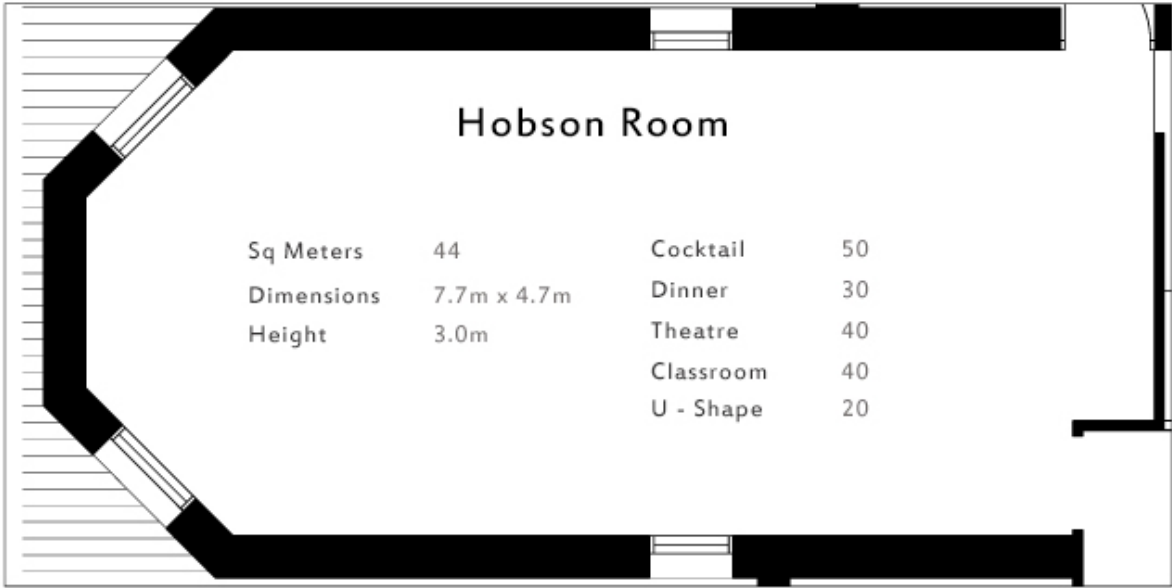 Hobson Room
Sq Meters 44
Dimensions 7.7m x 4.7m
Height 3.0m
Cocktail 50
Dinner 30
Theatre 40
Classroom 40
U - Shape 20